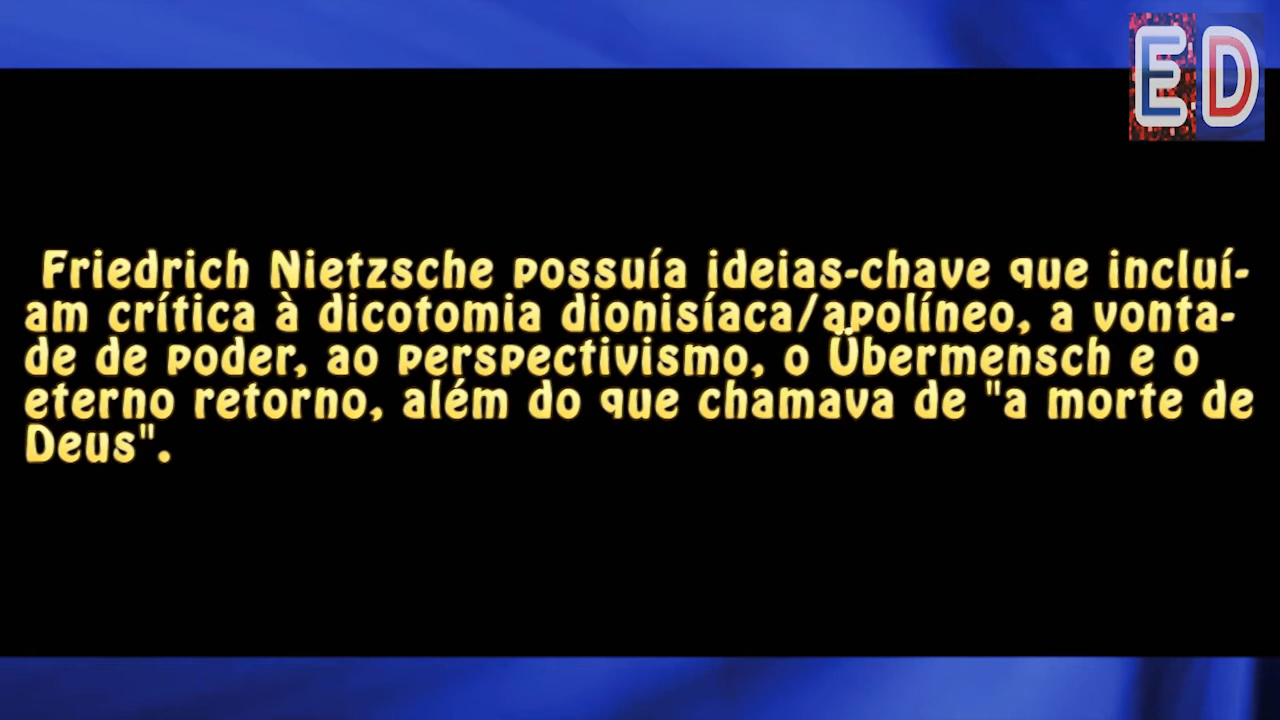 ED
Friedrich Nietzsche possuía ideias-chave que incluí-
am crítica à dicotomia dionisíaca/apolíneo, a vonta-
de de poder, ao perspectivismo, o Übermensch e o
eterno retorno, além do que chamava de "a morte de
Deus".